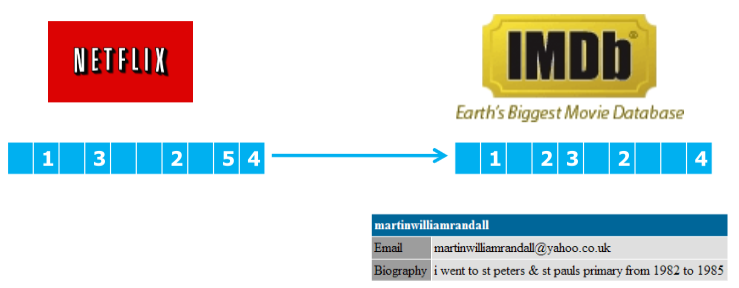 NETFLIX
IMDb®
Earth's Biggest Movie Database
1 3 2 5 4
1 2 3 2 4
martinwilliamrandall
Email martinwilliamrandall@yahoo.co.uk
Biography i went to st peters & st pauls primary from 1982 to 1985